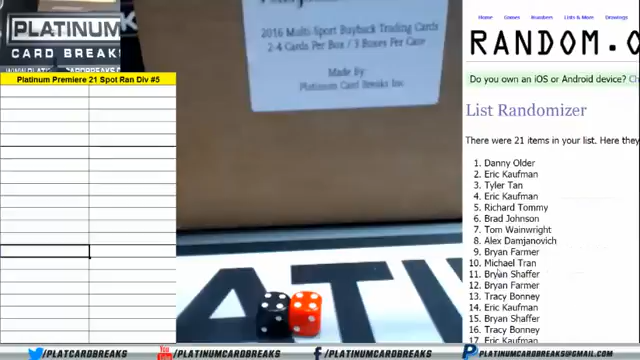 PLATINUM
CARD BREAKS
Platinum Premiere 21 Spot Ran Div #5
2016 Multi-Sport Buyback Trading Cards
2-4 Cards Per Box / 3 Boxes Per Case
Made by:
Platinum Card Breaks Inc
ATI
Home Games Numbers Lists & More Drawings
RANDOM.O
Do you own an iOS or Android device? Ch
List Randomizer
There were 21 items in your list. Here they
1. Danny Older
2. Eric Kaufman
3. Tyler Tan
4. Eric Kaufman
5. Richard Tommy
6. Brad Johnson
7. Tom Wainwright
8. Alex Damjanovich
9. Bryan Farmer
10. Michael Tran
11. Bryan Shaffer
12. Bryan Farmer
13. Tracy Bonney
14. Eric Kaufman
15. Bryan Shaffer
16. Tracy Bonney
17. Eric Kaufman
/PLATCARDBREAKS
You Tube
/PLATINUMCARDBREAKS
/PLATINUMCARDBREAKS
PLATINUMCARDBREAKS@GMAIL.COM